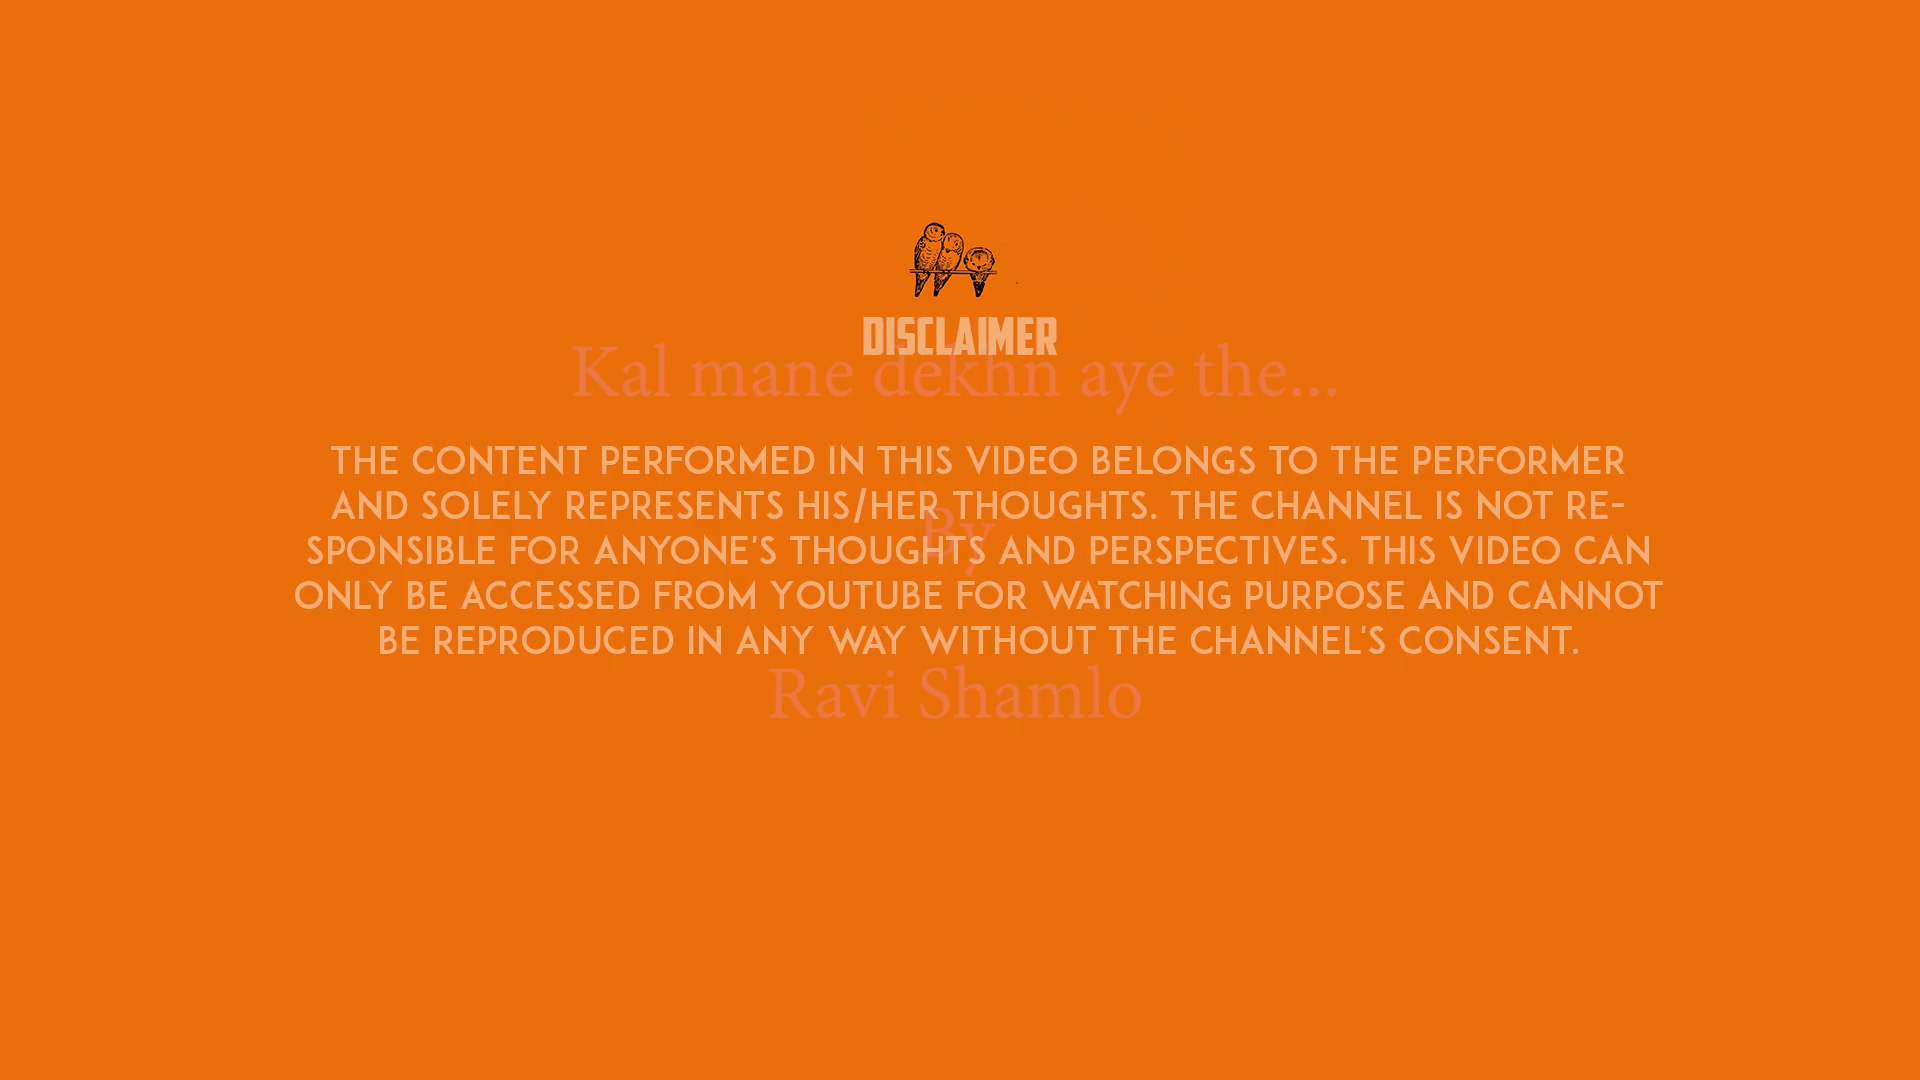 DISCLAIMER
Kal mane dekhn aye the...
THE CONTENT PERFORMED IN THIS VIDEO BELONGS TO THE PERFORMER
AND SOLELY REPRESENTS HIS/HER THOUGHTS. THE CHANNEL IS NOT RE-
By
SPONSIBLE FOR ANYONE'S THOUGHTS AND PERSPECTIVES. THIS VIDEO CAN
ONLY BE ACCESSED FROM YOUTUBE FOR WATCHING PURPOSE AND CANNOT
BE REPRODUCED IN ANY WAY WITHOUT THE CHANNEL'S CONSENT.
Ravi Shamlo